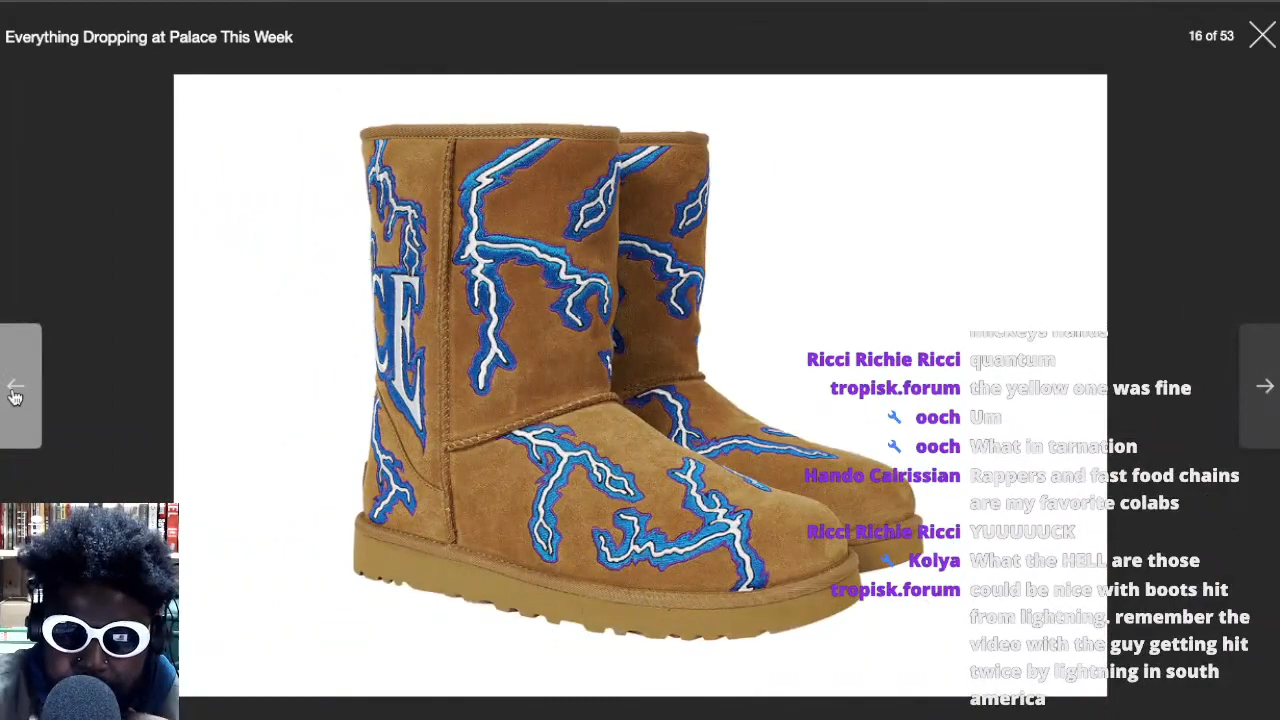 Everything Dropping at Palace This Week
16 of 53
CE
Ricci Richie Ricci quantum
tropisk.forum the yellow one was fine
ooch Um
ooch What in tarnation
Hando Calrissian Rappers and fast food chains
are my favorite colabs
Ricci Richie Ricci YUUUUUCK
Kolya What the HELL are those
tropisk.forum could be nice with boots hit
from lightning, remember the
video with the guy getting hit
twice by lightning in south
america